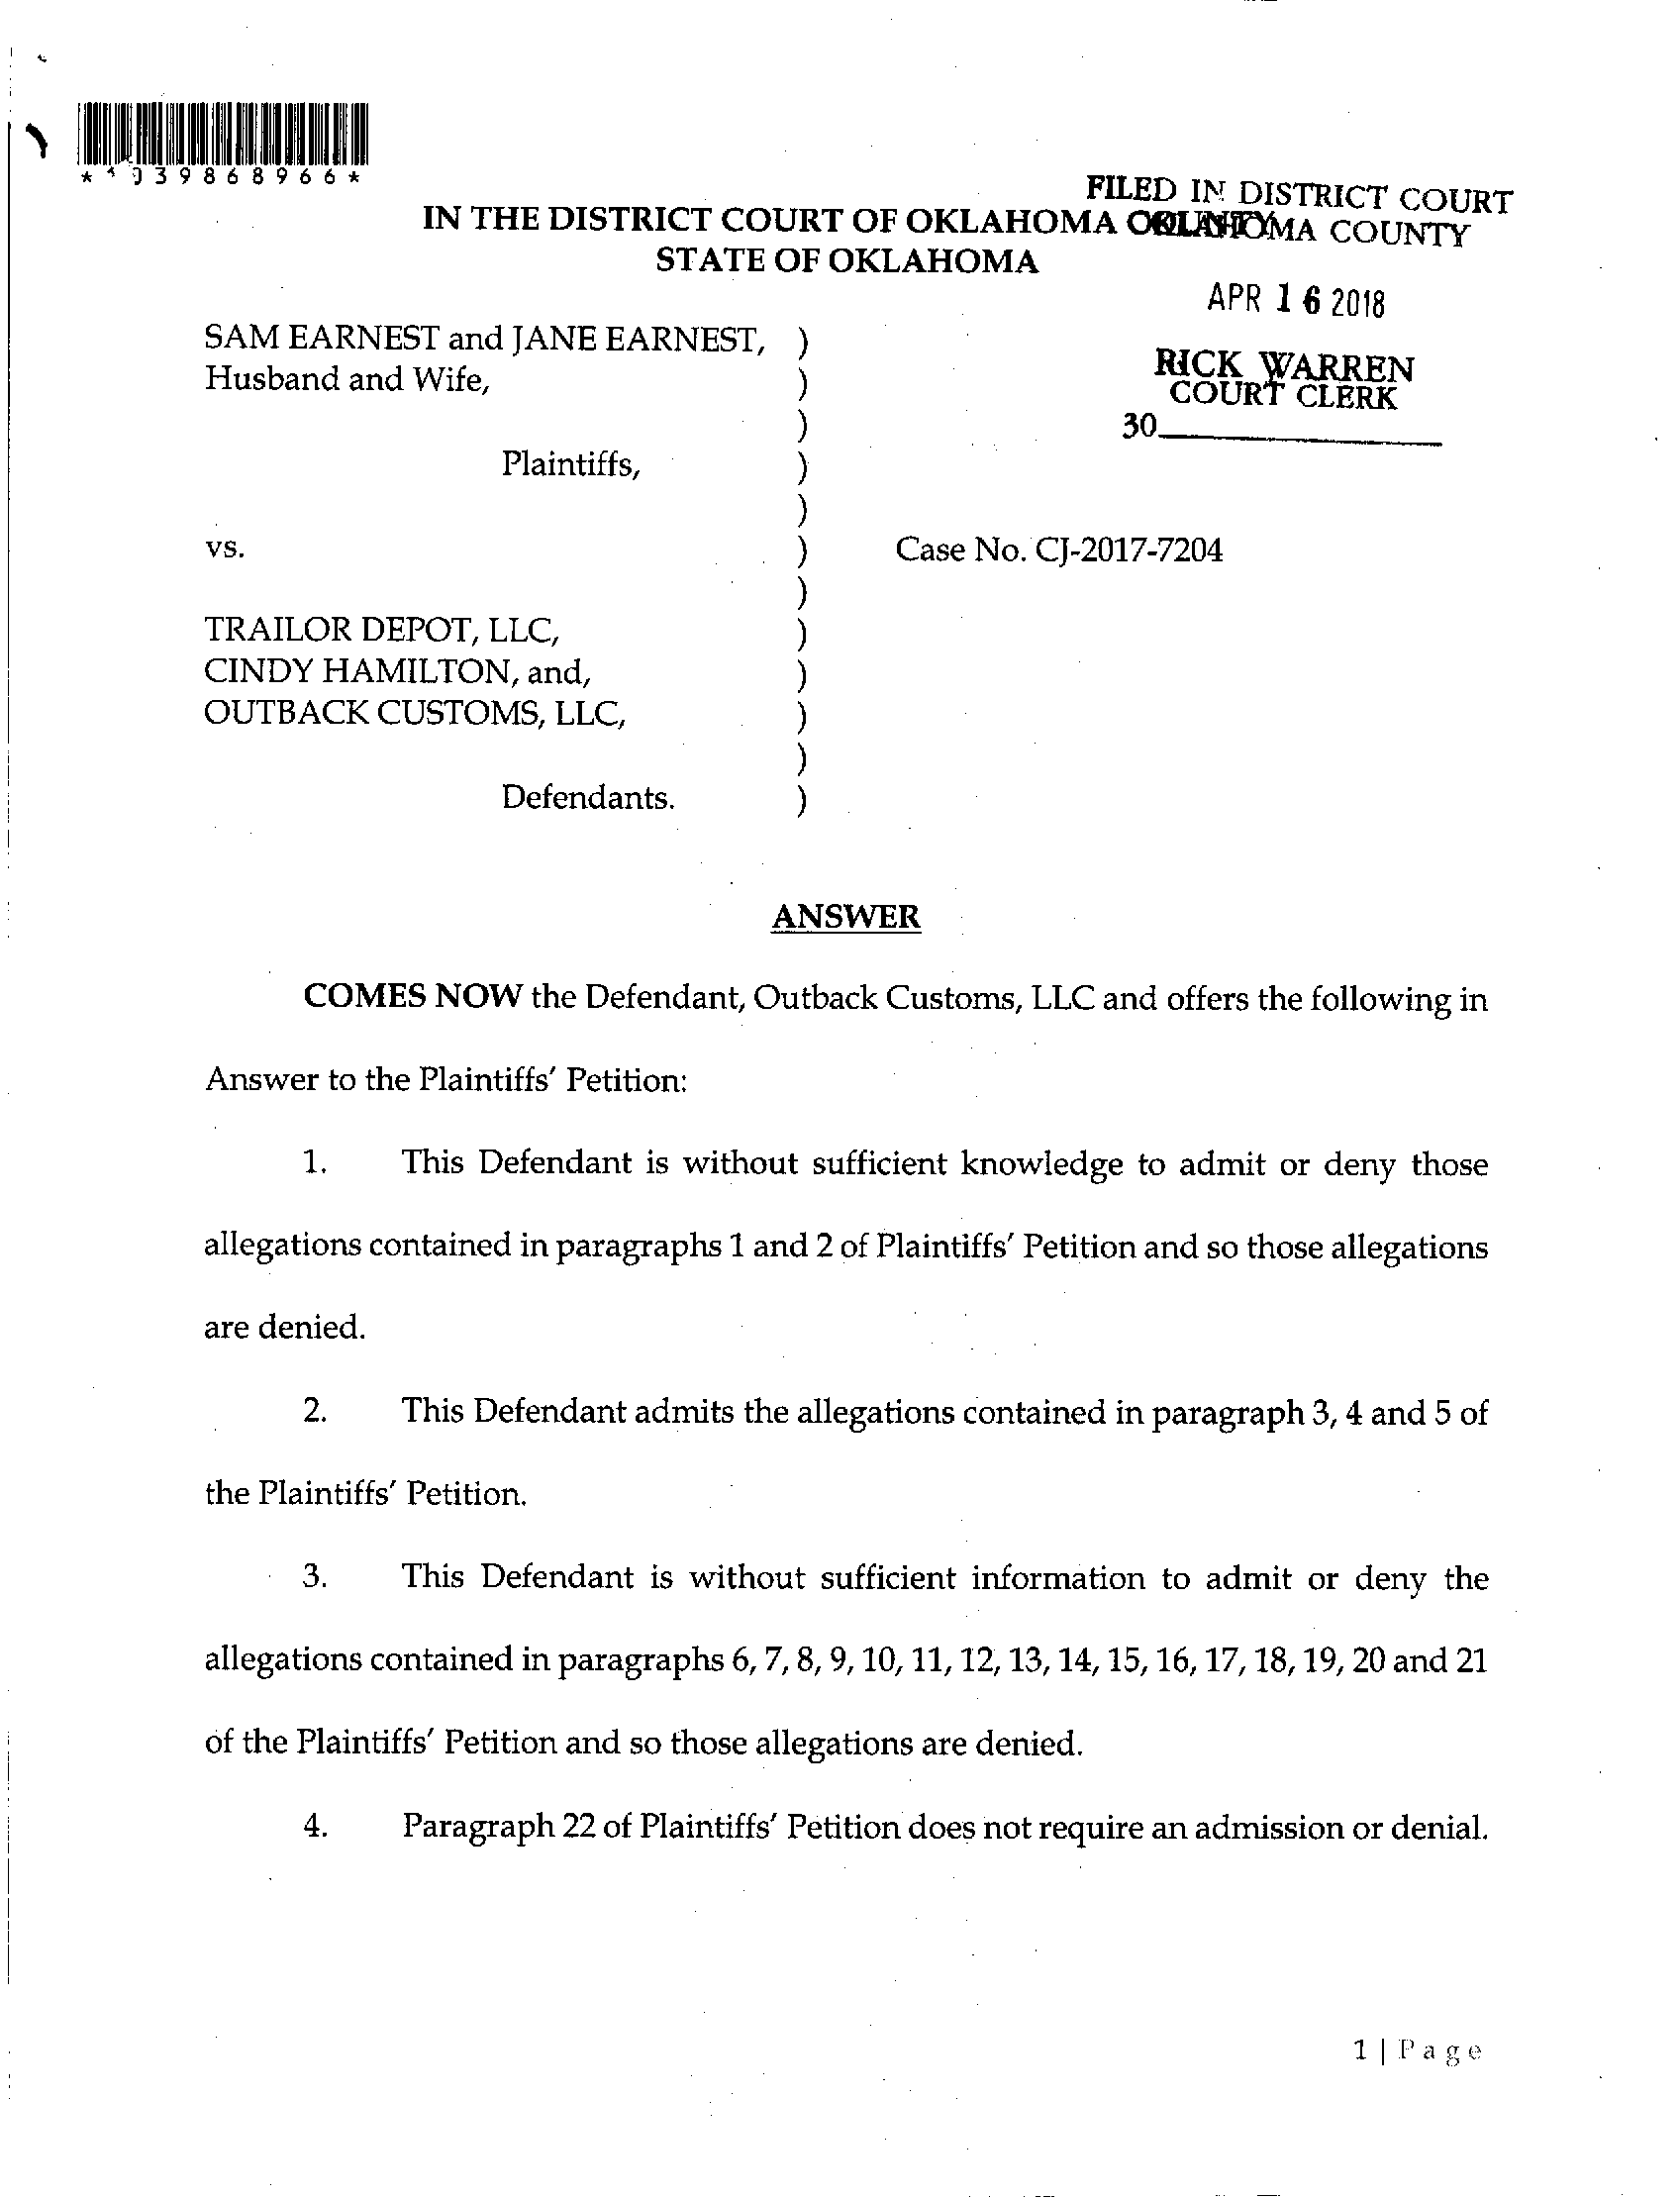 *1039868966*
FILED IN DISTRICT COURT
OKLAHOMA COUNTY
IN THE DISTRICT COURT OF OKLAHOMA COUNTY
STATE OF OKLAHOMA
APR 16 2018
RICK WARREN
COURT CLERK
30
SAM EARNEST and JANE EARNEST, )
Husband and Wife, )
)
Plaintiffs, )
)
vs. ) Case No. CJ-2017-7204
)
TRAILOR DEPOT, LLC, )
CINDY HAMILTON, and, )
OUTBACK CUSTOMS, LLC, )
)
Defendants. )
ANSWER
COMES NOW the Defendant, Outback Customs, LLC and offers the following in
Answer to the Plaintiffs' Petition:
1. This Defendant is without sufficient knowledge to admit or deny those
allegations contained in paragraphs 1 and 2 of Plaintiffs' Petition and so those allegations
are denied.
2. This Defendant admits the allegations contained in paragraph 3, 4 and 5 of
the Plaintiffs' Petition.
3. This Defendant is without sufficient information to admit or deny the
allegations contained in paragraphs 6, 7, 8, 9, 10, 11, 12, 13, 14, 15, 16, 17, 18, 19, 20 and 21
of the Plaintiffs' Petition and so those allegations are denied.
4. Paragraph 22 of Plaintiffs' Petition does not require an admission or denial.
1 | Page